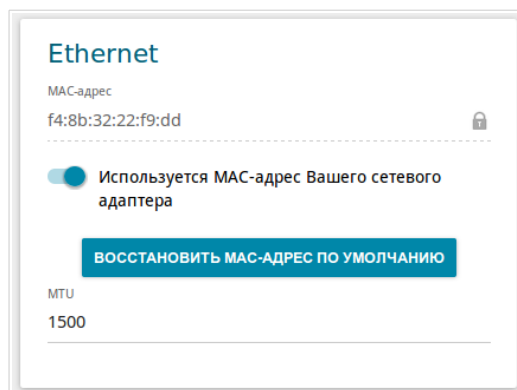 Ethernet
MAC-адрес
f4:8b:32:22:f9:dd
Используется MAC-адрес Вашего сетевого
адаптера
ВОССТАНОВИТЬ MAC-АДРЕС ПО УМОЛЧАНИЮ
MTU
1500